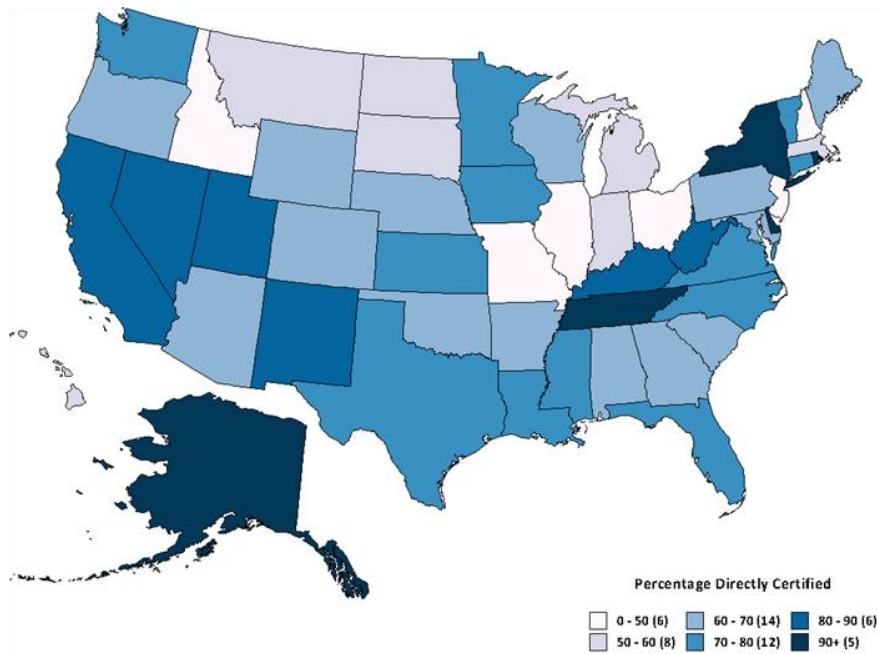 Percentage Directly Certified
0 - 50 (6) 60 - 70 (14) 80 - 90 (6)
50 - 60 (8) 70 - 80 (12) 90+ (5)